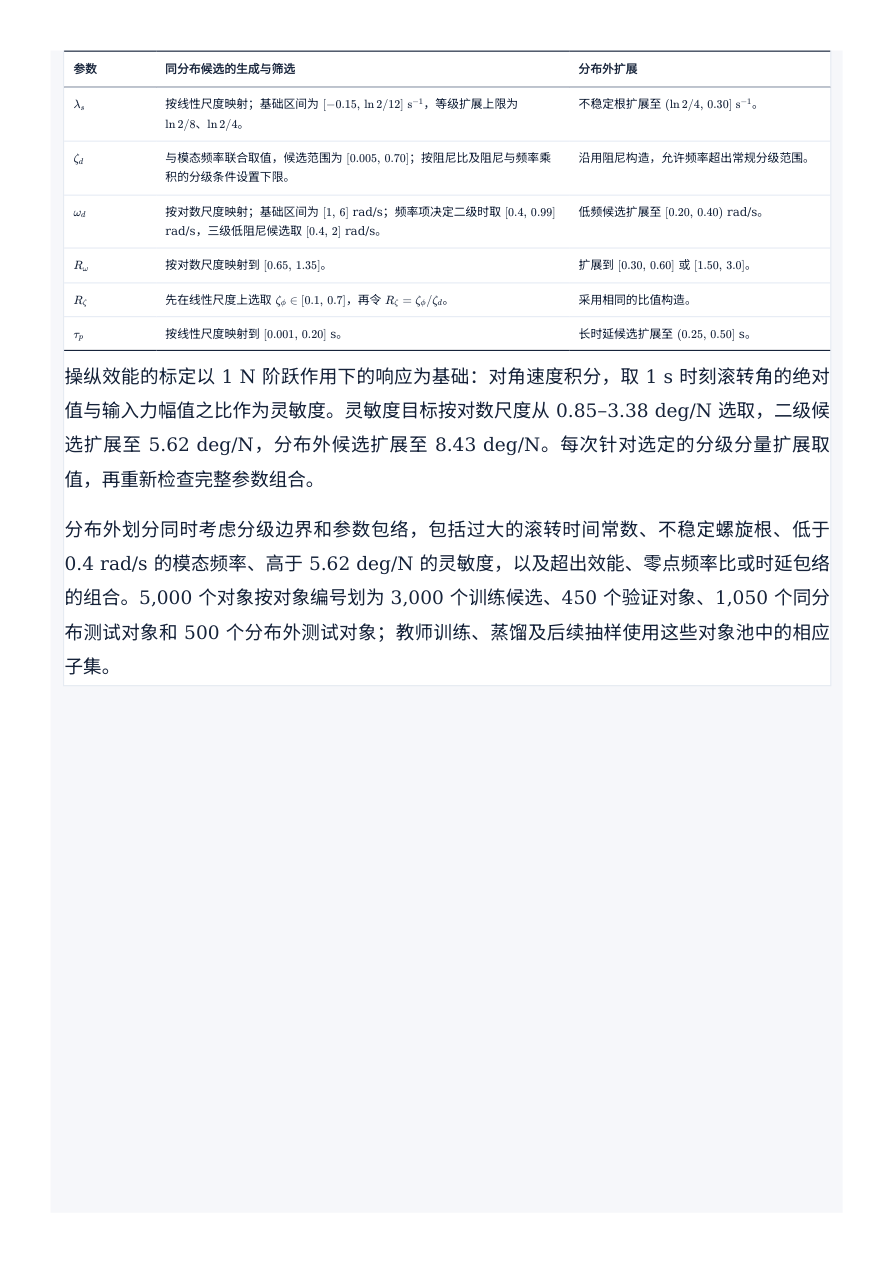 参数 同分布候选的生成与筛选 分布外扩展
λs 按线性尺度映射；基础区间为 [−0.15, ln 2/12] s−1，等级扩展上限为 不稳定根扩展至 (ln 2/4, 0.30] s−1。
ln 2/8、ln 2/4。
ζd 与模态频率联合取值，候选范围为 [0.005, 0.70]；按阻尼比及阻尼与频率乘 沿用阻尼构造，允许频率超出常规分级范围。
积的分级条件设置下限。
ωd 按对数尺度映射；基础区间为 [1, 6] rad/s；频率项决定二级时取 [0.4, 0.99] 低频候选扩展至 [0.20, 0.40) rad/s。
rad/s，三级低阻尼候选取 [0.4, 2] rad/s。
Rω 按对数尺度映射到 [0.65, 1.35]。 扩展到 [0.30, 0.60] 或 [1.50, 3.0]。
Rζ 先在线性尺度上选取 ζϕ ∈ [0.1, 0.7]，再令 Rζ = ζϕ/ζd。 采用相同的比值构造。
τp 按线性尺度映射到 [0.001, 0.20] s。 长时延候选扩展至 (0.25, 0.50] s。
操纵效能的标定以 1 N 阶跃作用下的响应为基础：对角速度积分，取 1 s 时刻滚转角的绝对
值与输入力幅值之比作为灵敏度。灵敏度目标按对数尺度从 0.85–3.38 deg/N 选取，二级候
选扩展至 5.62 deg/N，分布外候选扩展至 8.43 deg/N。每次针对选定的分级分量扩展取
值，再重新检查完整参数组合。
分布外划分同时考虑分级边界和参数包络，包括过大的滚转时间常数、不稳定螺旋根、低于
0.4 rad/s 的模态频率、高于 5.62 deg/N 的灵敏度，以及超出效能、零点频率比或时延包络
的组合。5,000 个对象按对象编号划为 3,000 个训练候选、450 个验证对象、1,050 个同分
布测试对象和 500 个分布外测试对象；教师训练、蒸馏及后续抽样使用这些对象池中的相应
子集。